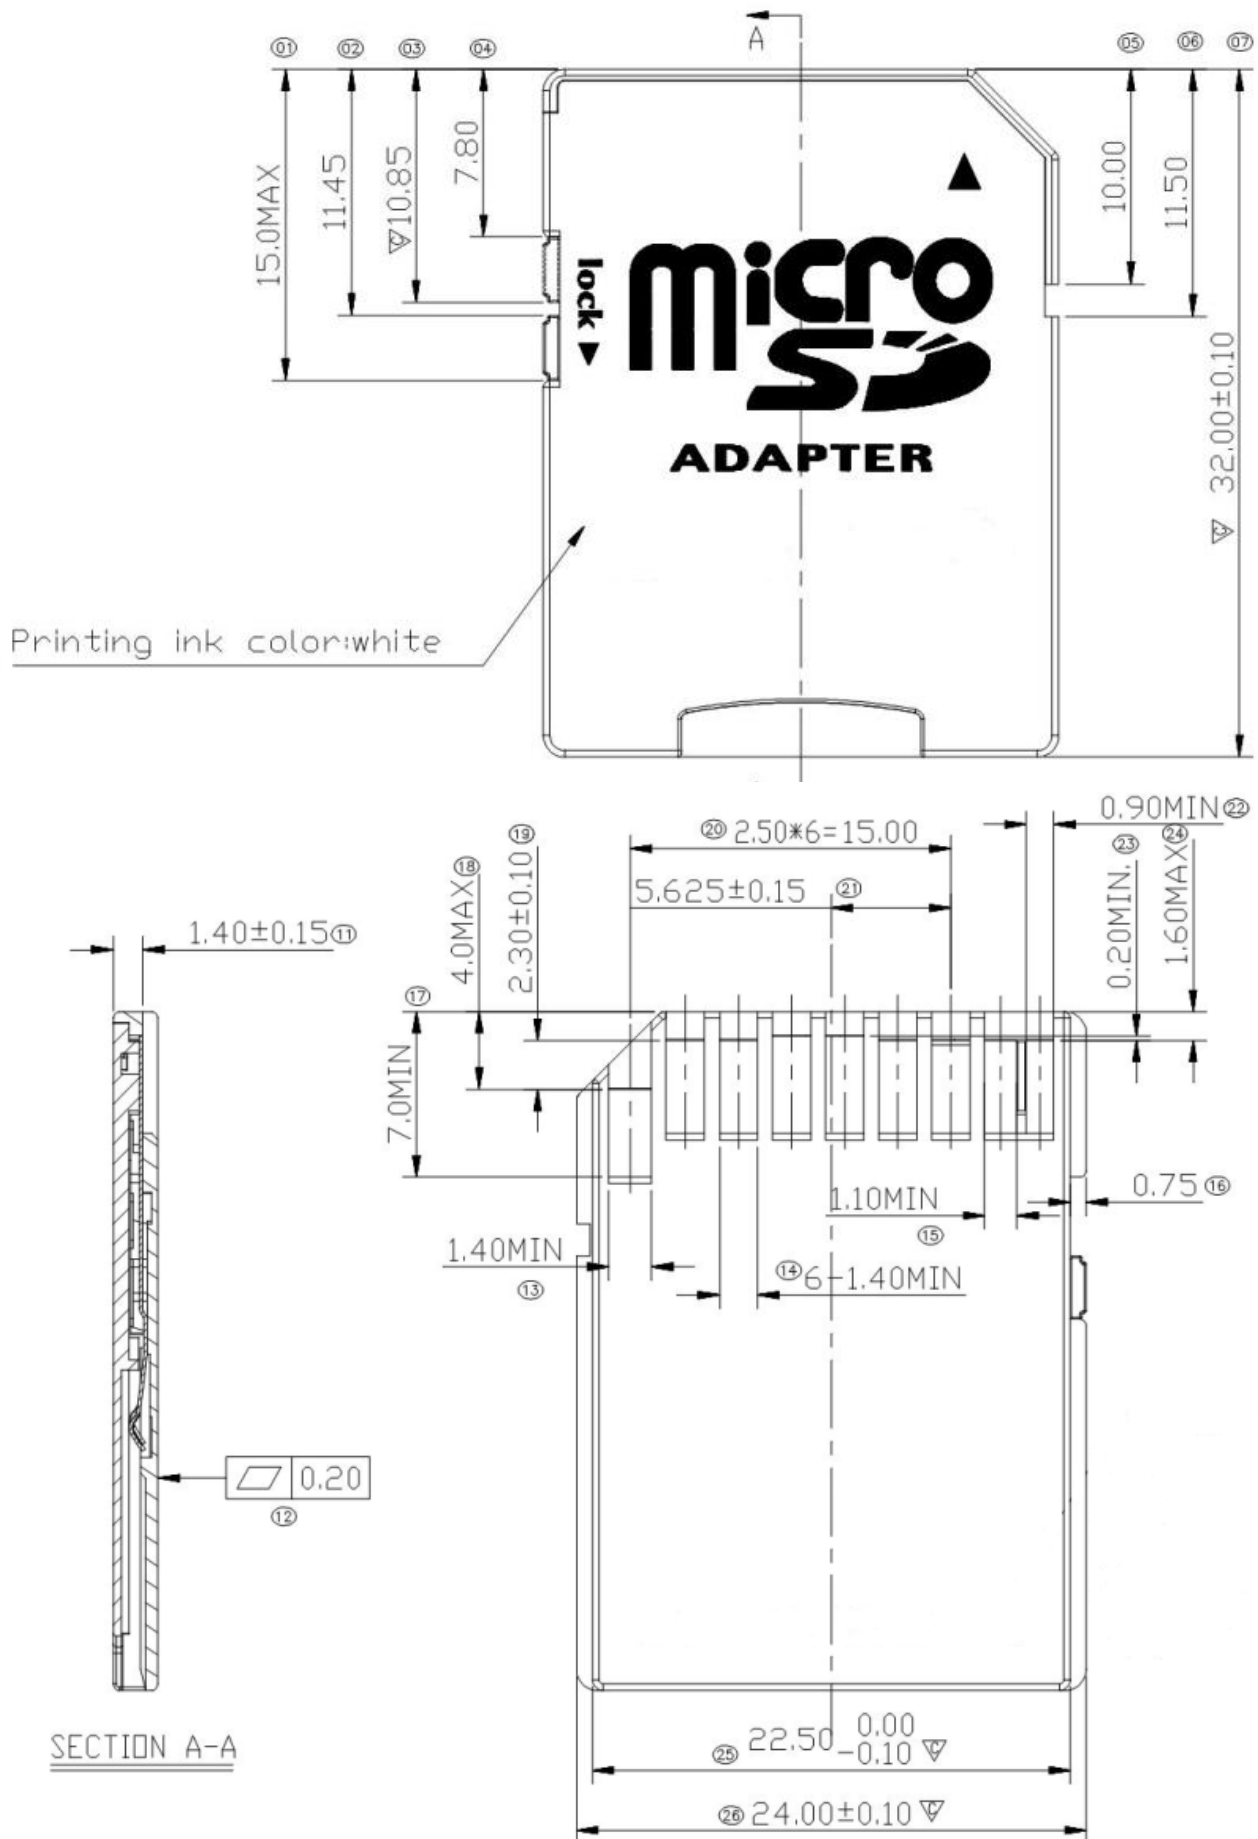 A
01
02
03
04
05
06
07
15.0MAX
11.45
▽C 10.85
7.80
10.00
11.50
▽C 32.00±0.10
lock ▶
micro
SD
ADAPTER
Printing ink color:white
1.40±0.15 11
0.20
12
SECTION A-A
17 7.0MIN
4.0MAX 18
2.30±0.10 19
20 2.50*6=15.00
5.625±0.15 21
0.90MIN 22
0.20MIN. 23
1.60MAX 24
1.40MIN
13
14 6-1.40MIN
1.10MIN
15
0.75 16
25 22.50 0.00 -0.10 ▽C
26 24.00±0.10 ▽C